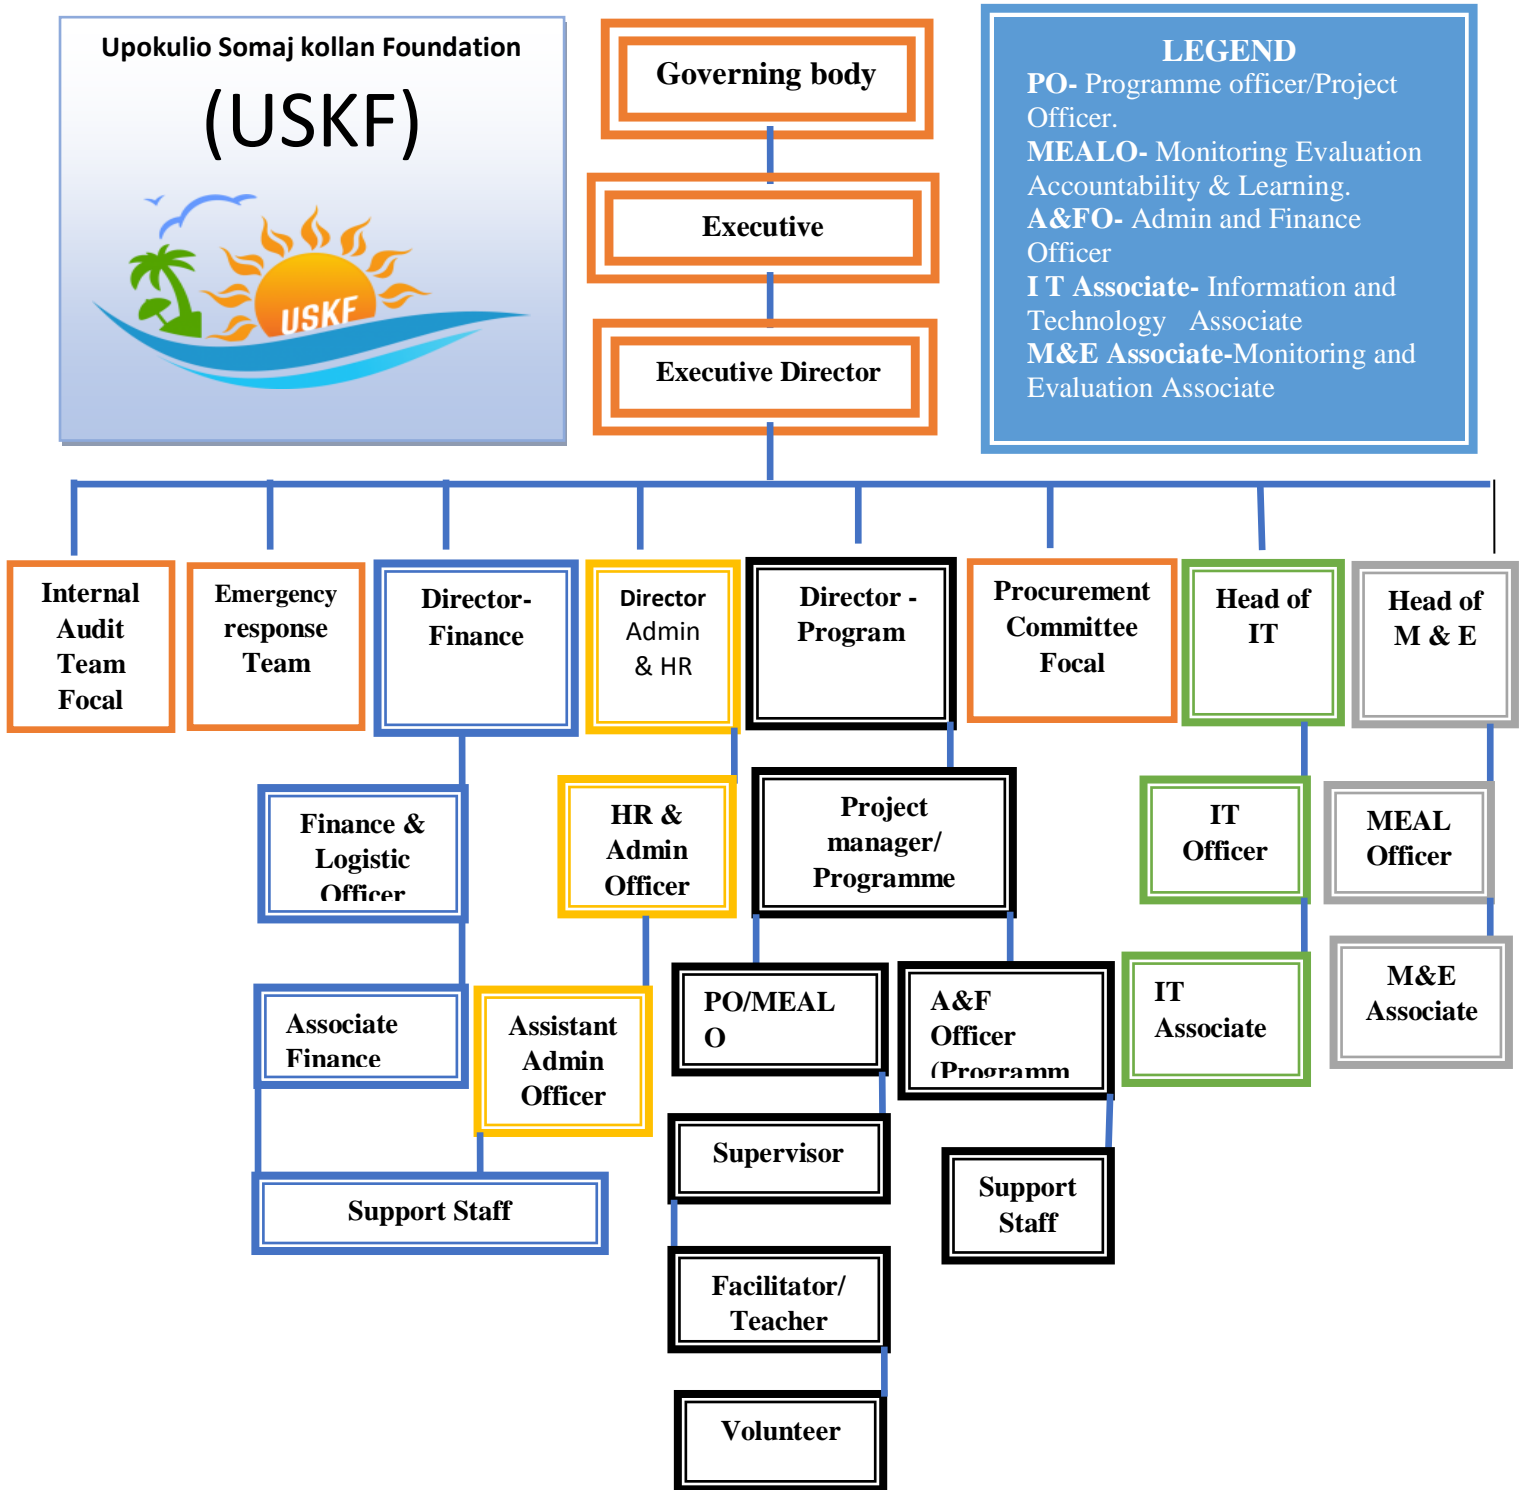 Upokulio Somaj kollan Foundation
(USKF)
USKF
Governing body
Executive
Executive Director
LEGEND
PO- Programme officer/Project
Officer.
MEALO- Monitoring Evaluation
Accountability & Learning.
A&FO- Admin and Finance
Officer
I T Associate- Information and
Technology Associate
M&E Associate-Monitoring and
Evaluation Associate
Internal
Audit
Team
Focal
Emergency
response
Team
Director-
Finance
Director
Admin
& HR
Director -
Program
Procurement
Committee
Focal
Head of
IT
Head of
M & E
Finance &
Logistic
Officer
HR &
Admin
Officer
Project
manager/
Programme
IT
Officer
MEAL
Officer
Associate
Finance
Assistant
Admin
Officer
PO/MEAL
O
A&F
Officer
(Programm
IT
Associate
M&E
Associate
Supervisor
Support
Staff
Support Staff
Facilitator/
Teacher
Volunteer